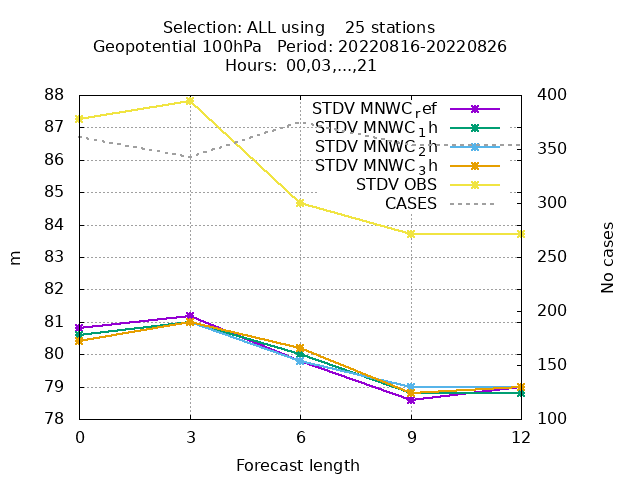 Selection: ALL using    25 stations
Geopotential 100hPa   Period: 20220816-20220826
Hours: 00,03,...,21
88
87
86
85
84
83
82
81
80
79
78
400
350
300
250
200
150
100
STDV MNWC_ref
STDV MNWC_1h
STDV MNWC_2h
STDV MNWC_3h
STDV OBS
CASES
m
No cases
0 3 6 9 12
Forecast length